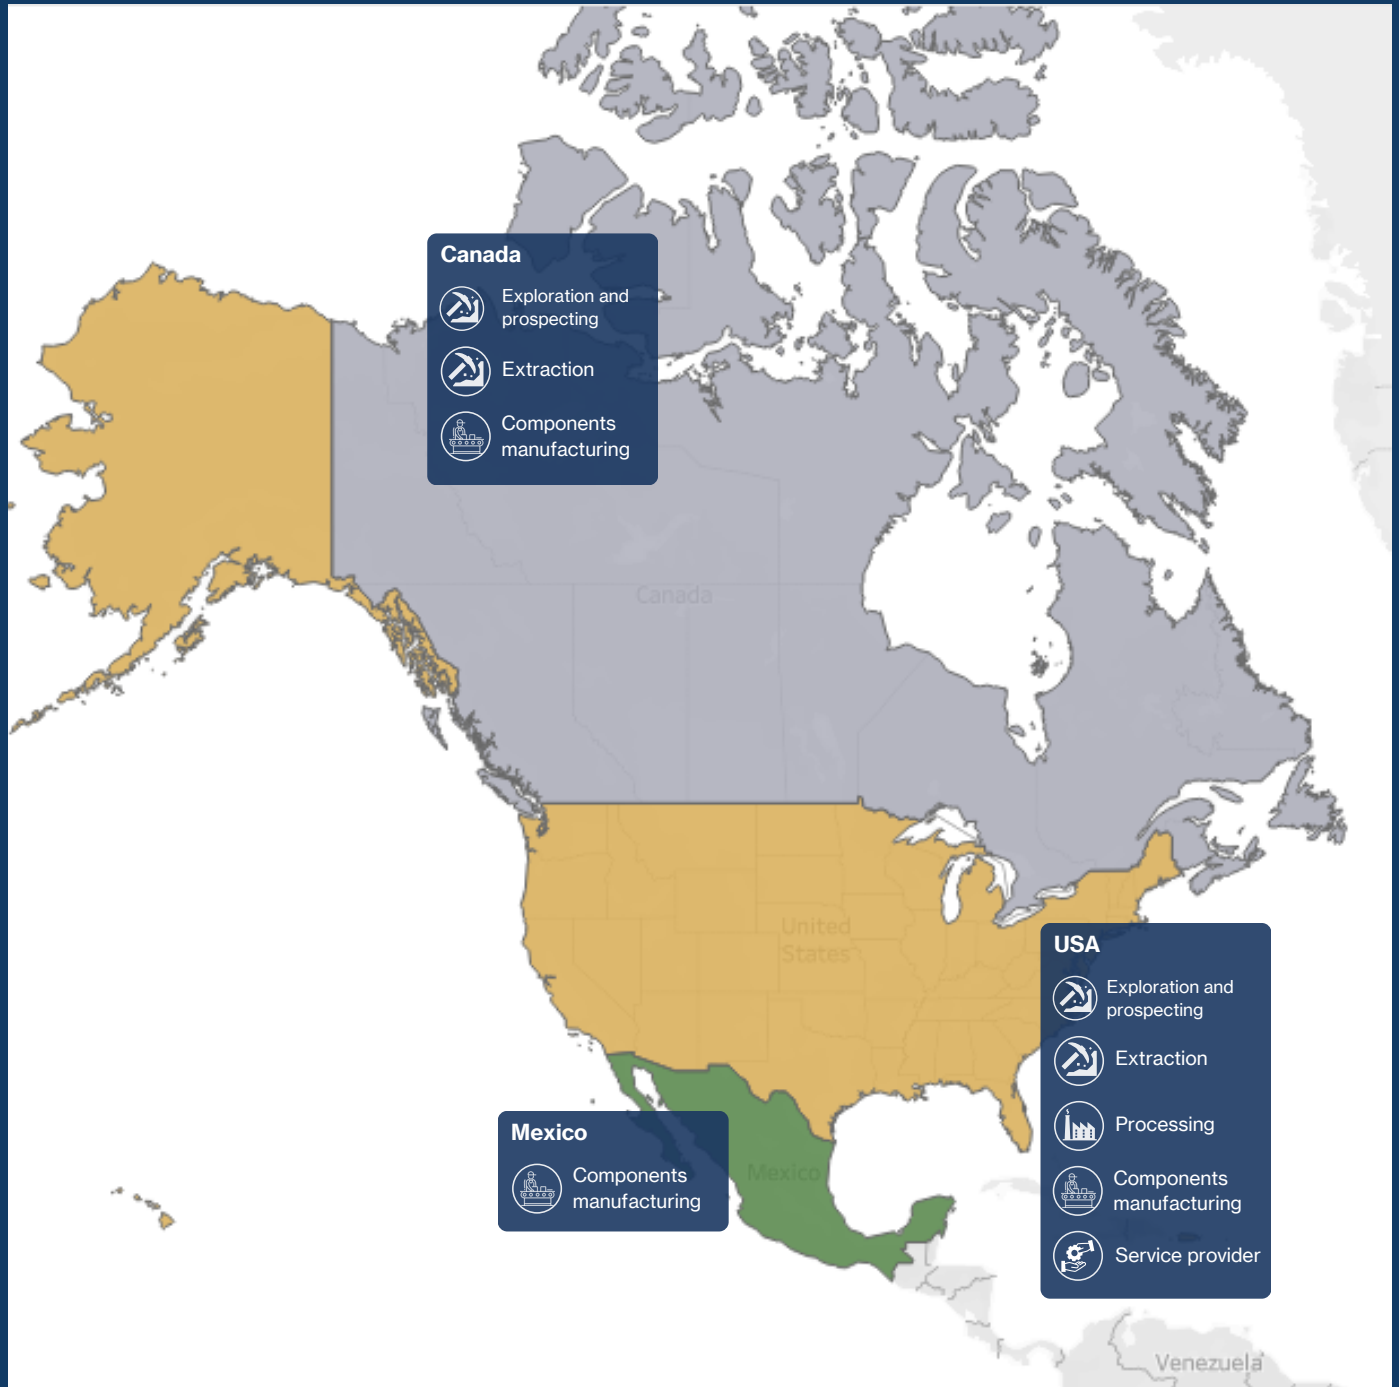 Canada
Exploration and
prospecting
Extraction
Components
manufacturing
Canada
United
States
USA
Exploration and
prospecting
Extraction
Processing
Components
manufacturing
Service provider
Mexico
Components
manufacturing
Mexico
Venezuela